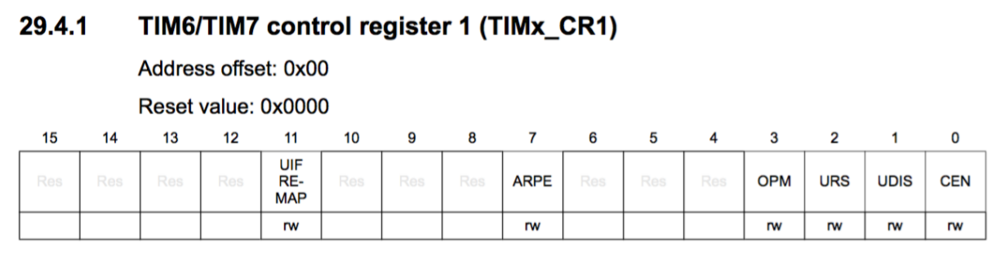 29.4.1 TIM6/TIM7 control register 1 (TIMx_CR1)
Address offset: 0x00
Reset value: 0x0000
15 14 13 12 11 10 9 8 7 6 5 4 3 2 1 0
Res Res Res Res UIF RE-MAP Res Res Res ARPE Res Res Res OPM URS UDIS CEN
rw rw rw rw rw rw